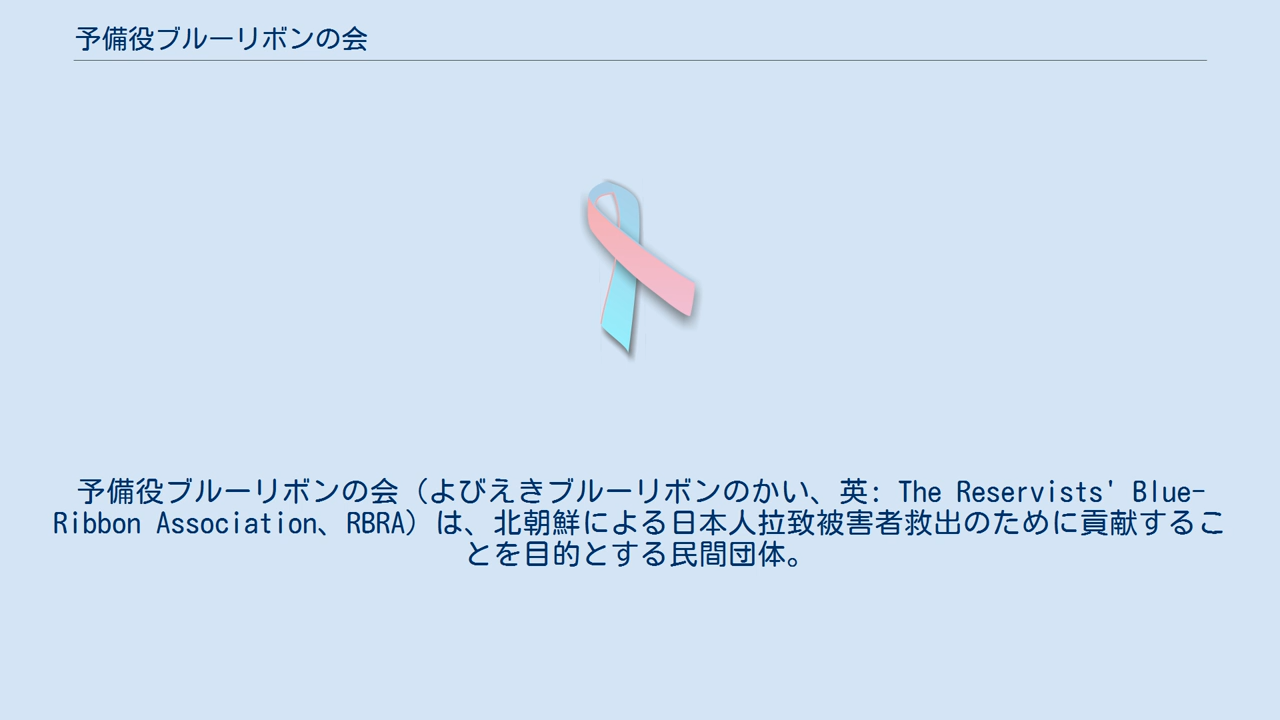 予備役ブルーリボンの会
予備役ブルーリボンの会（よびえきブルーリボンのかい、英: The Reservists' Blue-
Ribbon Association、RBRA）は、北朝鮮による日本人拉致被害者救出のために貢献するこ
とを目的とする民間団体。